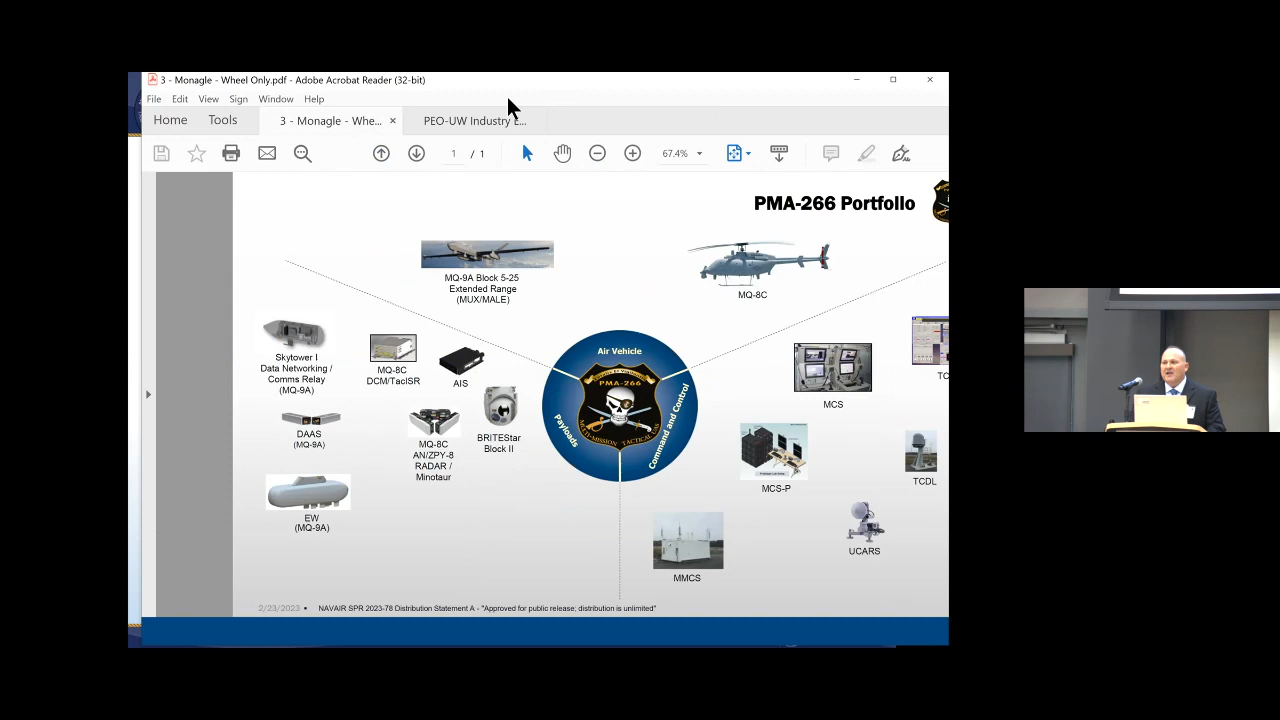 3 - Monagle - Wheel Only.pdf - Adobe Acrobat Reader (32-bit)
File Edit View Sign Window Help
Home Tools 3 - Monagle - Whe... × PEO-UW Industry E...
1 / 1 67.4%
PMA-266 Portfolio
MQ-9A Block 5-25
Extended Range
(MUX/MALE)
MQ-8C
Skytower I
Data Networking /
Comms Relay
(MQ-9A)
MQ-8C
DCM/TacISR
AIS
DAAS
(MQ-9A)
MQ-8C
AN/ZPY-8
RADAR /
Minotaur
BRITEStar
Block II
EW
(MQ-9A)
Air Vehicle
Payloads
Command and Control
PMA-266
MULTI-MISSION TACTICAL UAS
MCS
TC
MCS-P
TCDL
UCARS
MMCS
2/23/2023 • NAVAIR SPR 2023-78 Distribution Statement A - "Approved for public release; distribution is unlimited"